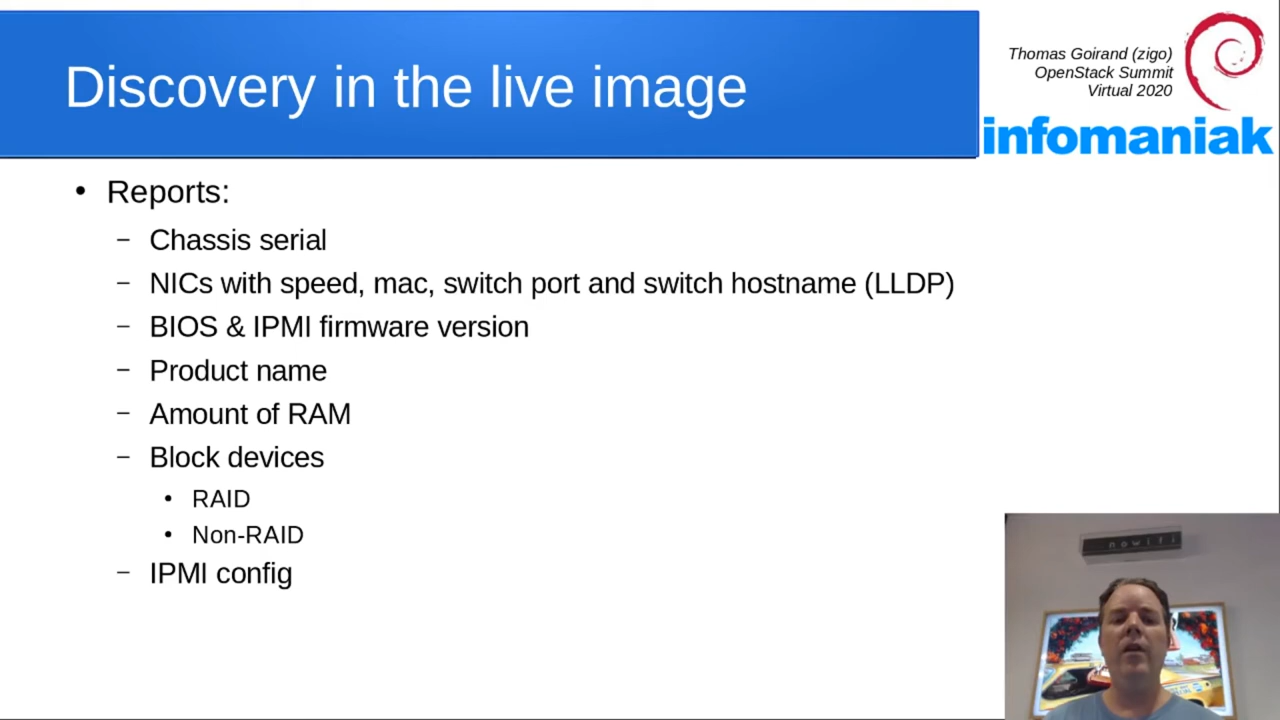 Discovery in the live image
Thomas Goirand (zigo)
OpenStack Summit
Virtual 2020
infomaniak
• Reports:
– Chassis serial
– NICs with speed, mac, switch port and switch hostname (LLDP)
– BIOS & IPMI firmware version
– Product name
– Amount of RAM
– Block devices
• RAID
• Non-RAID
– IPMI config
nowifi